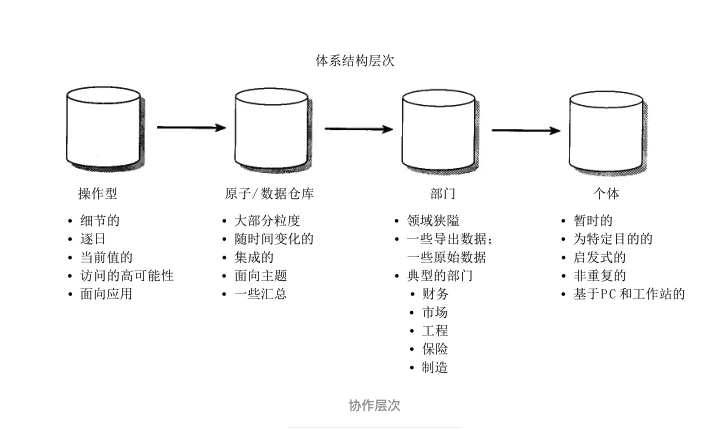 体系结构层次
操作型
• 细节的
• 逐日
• 当前值的
• 访问的高可能性
• 面向应用
原子/数据仓库
• 大部分粒度
• 随时间变化的
• 集成的
• 面向主题
• 一些汇总
部门
• 领域狭隘
• 一些导出数据;
一些原始数据
• 典型的部门
• 财务
• 市场
• 工程
• 保险
• 制造
个体
• 暂时的
• 为特定目的的
• 启发式的
• 非重复的
• 基于PC和工作站的
协作层次